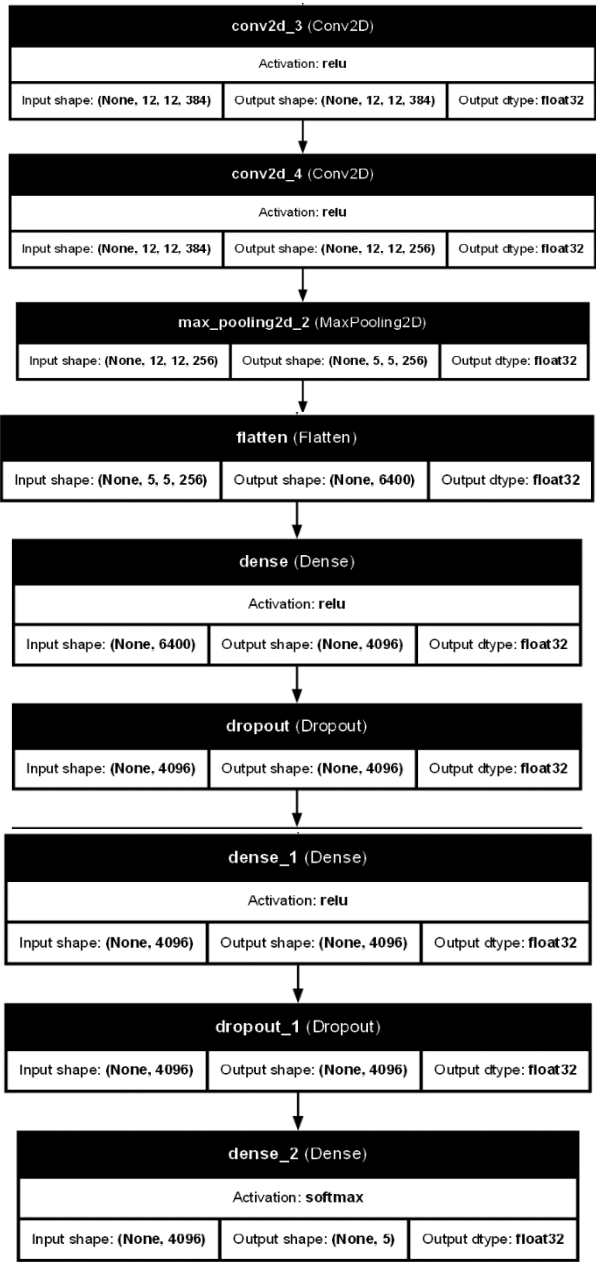 conv2d_3 (Conv2D)
Activation: relu
Input shape: (None, 12, 12, 384) Output shape: (None, 12, 12, 384) Output dtype: float32
conv2d_4 (Conv2D)
Activation: relu
Input shape: (None, 12, 12, 384) Output shape: (None, 12, 12, 256) Output dtype: float32
max_pooling2d_2 (MaxPooling2D)
Input shape: (None, 12, 12, 256) Output shape: (None, 5, 5, 256) Output dtype: float32
flatten (Flatten)
Input shape: (None, 5, 5, 256) Output shape: (None, 6400) Output dtype: float32
dense (Dense)
Activation: relu
Input shape: (None, 6400) Output shape: (None, 4096) Output dtype: float32
dropout (Dropout)
Input shape: (None, 4096) Output shape: (None, 4096) Output dtype: float32
dense_1 (Dense)
Activation: relu
Input shape: (None, 4096) Output shape: (None, 4096) Output dtype: float32
dropout_1 (Dropout)
Input shape: (None, 4096) Output shape: (None, 4096) Output dtype: float32
dense_2 (Dense)
Activation: softmax
Input shape: (None, 4096) Output shape: (None, 5) Output dtype: float32